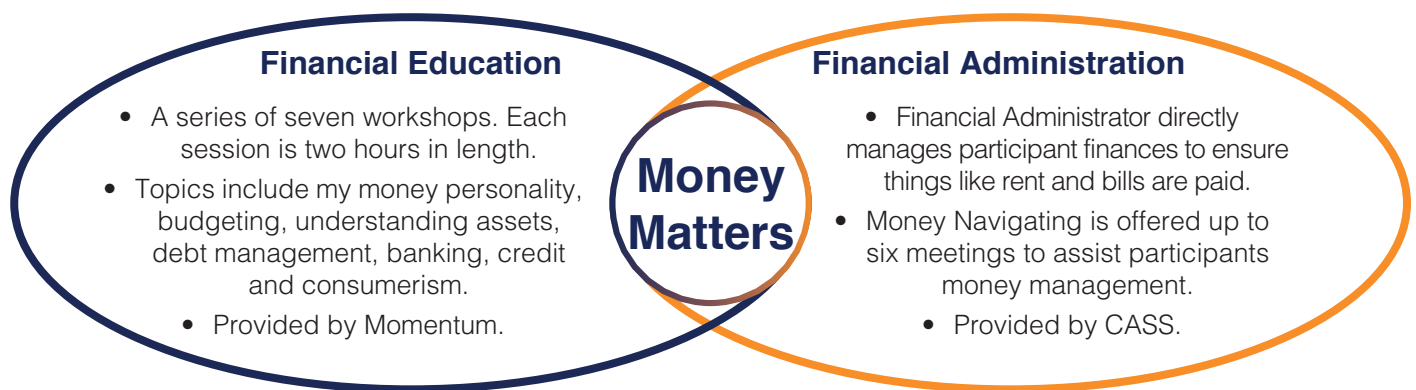 Financial Education
• A series of seven workshops. Each
session is two hours in length.
• Topics include my money personality,
budgeting, understanding assets,
debt management, banking, credit
and consumerism.
• Provided by Momentum.
Money
Matters
Financial Administration
• Financial Administrator directly
manages participant finances to ensure
things like rent and bills are paid.
• Money Navigating is offered up to
six meetings to assist participants
money management.
• Provided by CASS.